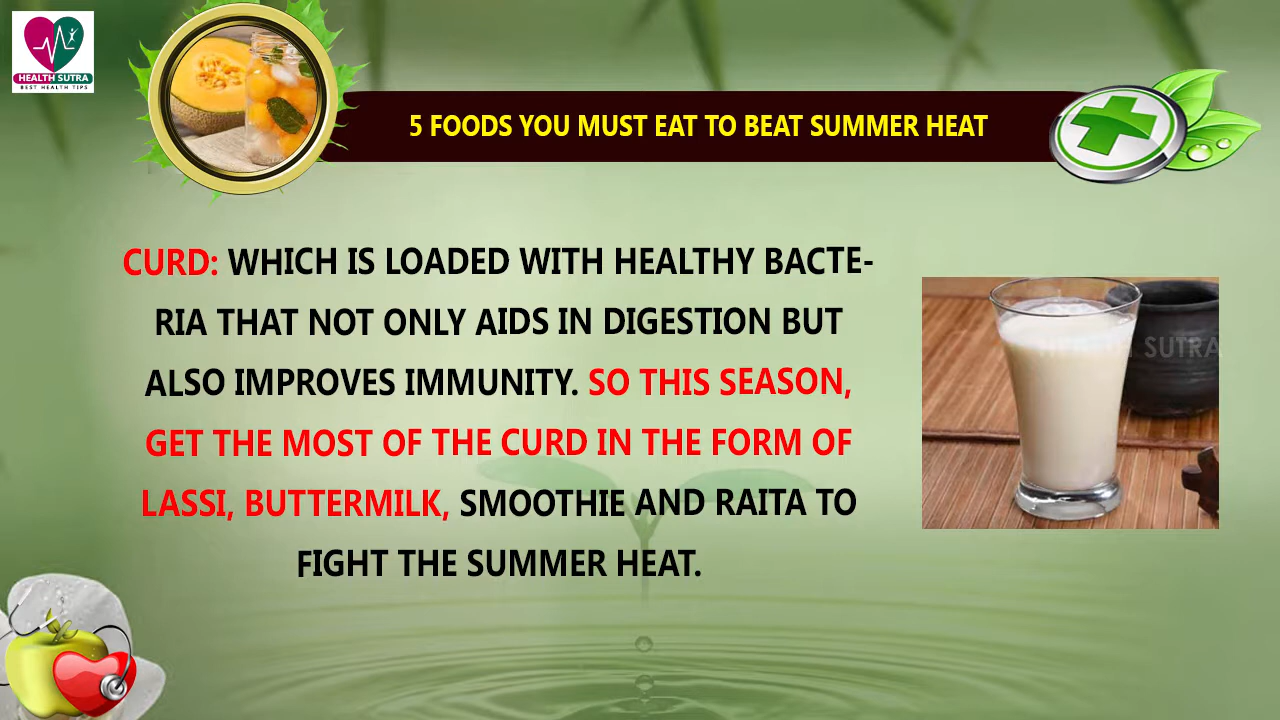 HEALTH SUTRA
BEST HEALTH TIPS
5 FOODS YOU MUST EAT TO BEAT SUMMER HEAT
CURD: WHICH IS LOADED WITH HEALTHY BACTE-
RIA THAT NOT ONLY AIDS IN DIGESTION BUT
ALSO IMPROVES IMMUNITY. SO THIS SEASON,
GET THE MOST OF THE CURD IN THE FORM OF
LASSI, BUTTERMILK, SMOOTHIE AND RAITA TO
FIGHT THE SUMMER HEAT.
HEALTH SUTRA